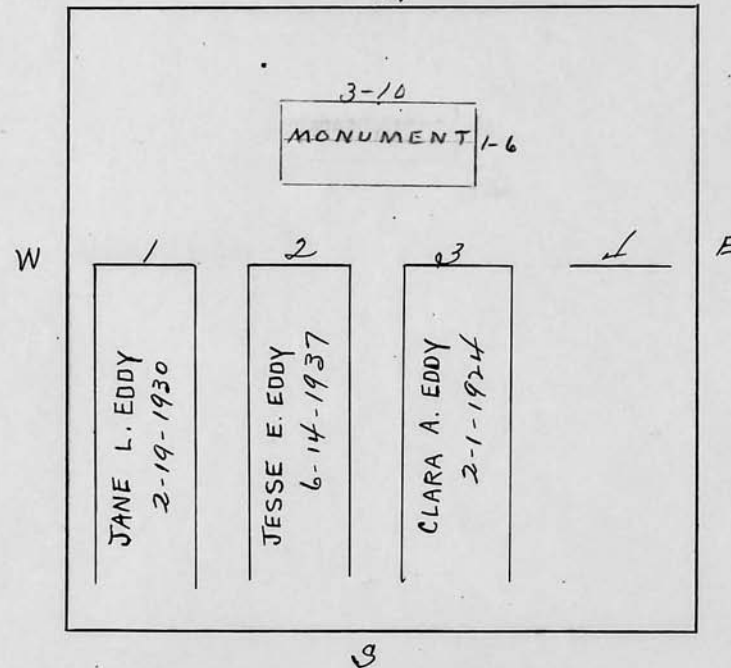 3-10
MONUMENT 1-6
W
1
2
3
4
E
JANE L. EDDY
2-19-1930
JESSE E. EDDY
6-14-1937
CLARA A. EDDY
2-1-1924
S